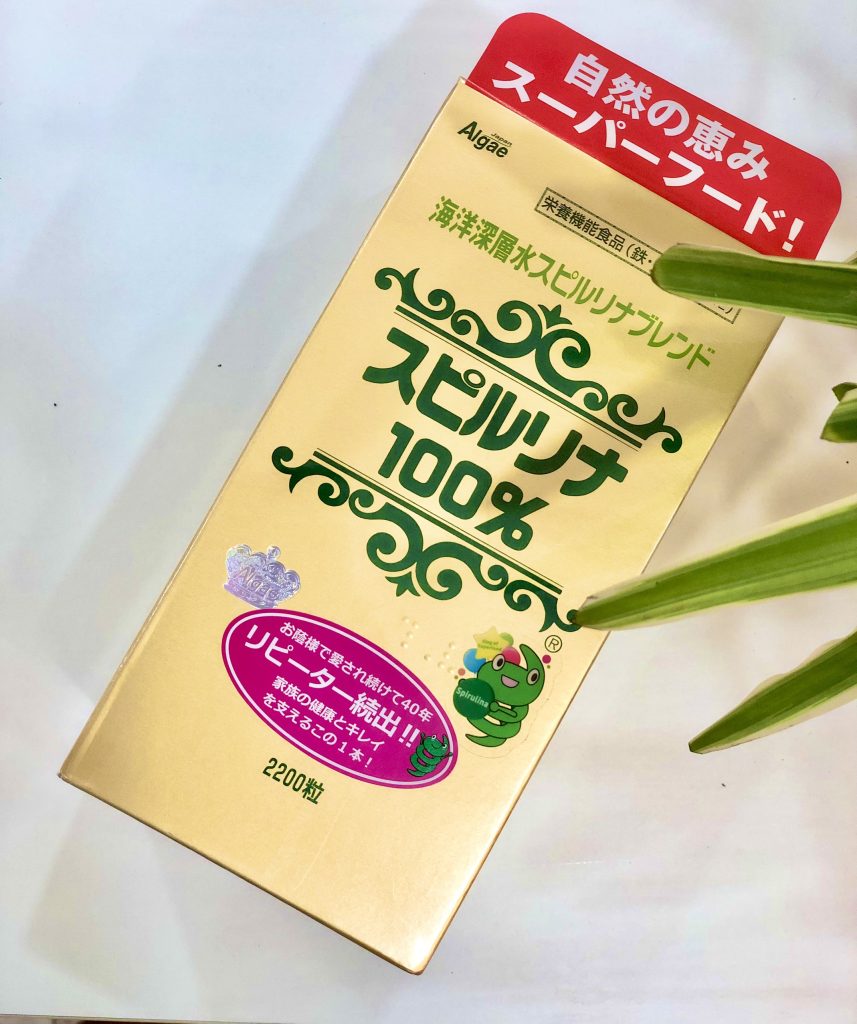 自然の恵み
スーパーフード!
Japan
Algae
栄養機能食品(鉄・
海洋深層水スピルリナブレンド
スピルリナ
100%
Algae
®
Spirulina
お蔭様で愛され続けて40年
リピーター続出!!
家族の健康とキレイ
を支えるこの1本!
2200粒